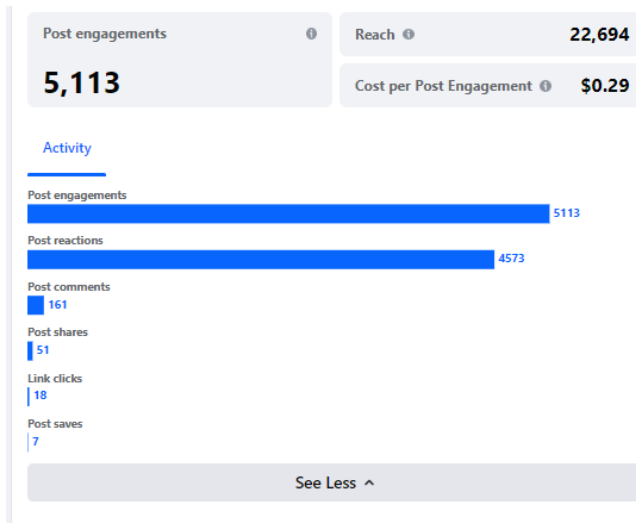 Post engagements
5,113
Reach
22,694
Cost per Post Engagement
$0.29
Activity
Post engagements
5113
Post reactions
4573
Post comments
161
Post shares
51
Link clicks
18
Post saves
7
See Less